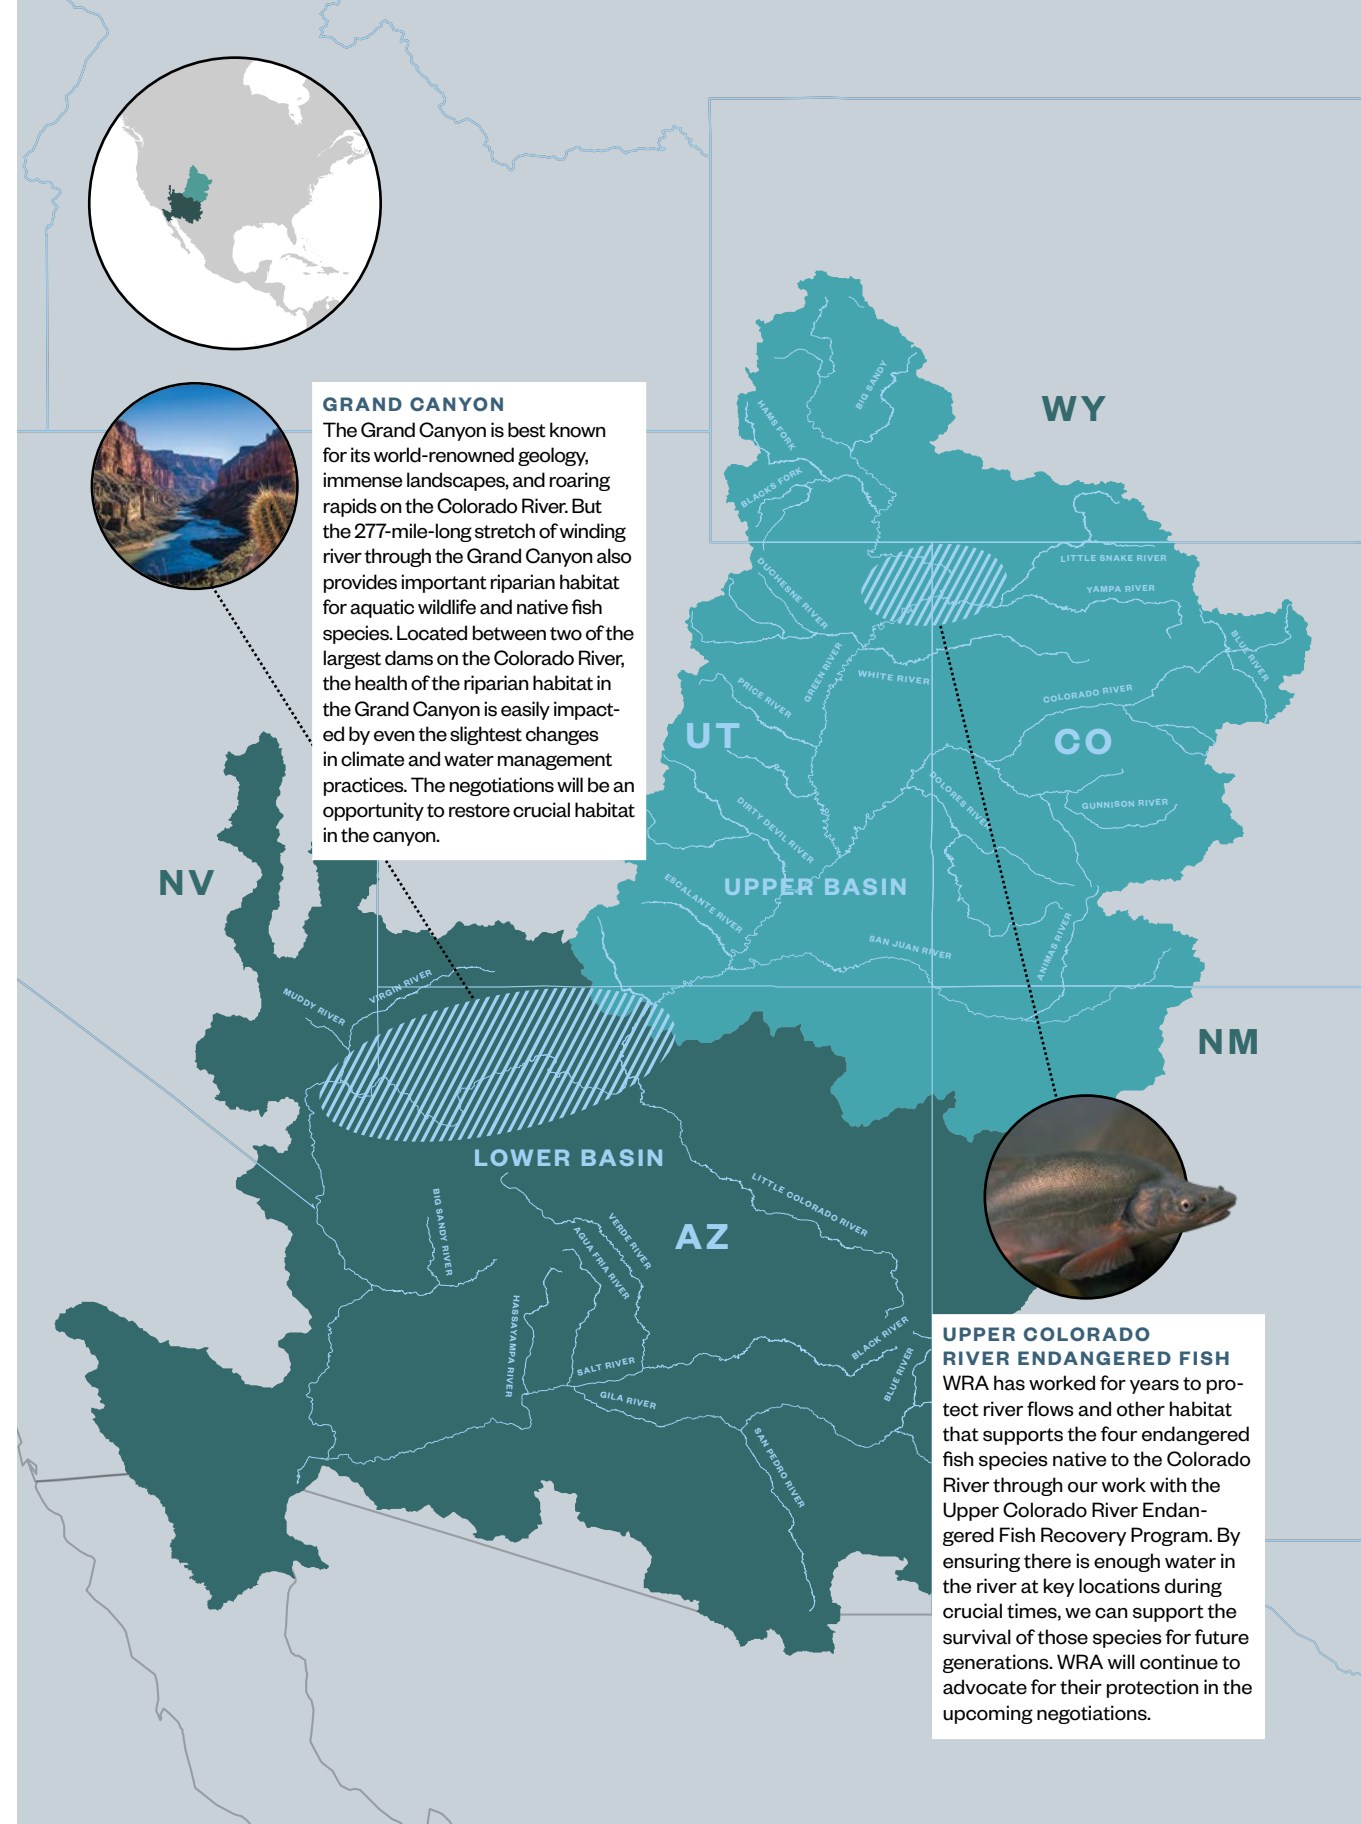 GRAND CANYON
The Grand Canyon is best known
for its world-renowned geology,
immense landscapes, and roaring
rapids on the Colorado River. But
the 277-mile-long stretch of winding
river through the Grand Canyon also
provides important riparian habitat
for aquatic wildlife and native fish
species. Located between two of the
largest dams on the Colorado River,
the health of the riparian habitat in
the Grand Canyon is easily impact-
ed by even the slightest changes
in climate and water management
practices. The negotiations will be an
opportunity to restore crucial habitat
in the canyon.
WY
BIG SANDY
HAMS FORK
BLACKS FORK
LITTLE SNAKE RIVER
YAMPA RIVER
DUCHESNE RIVER
BLUE RIVER
GREEN RIVER
WHITE RIVER
PRICE RIVER
COLORADO RIVER
UT
CO
DOLORES RIVER
GUNNISON RIVER
DIRTY DEVIL RIVER
NV
UPPER BASIN
ESCALANTE RIVER
SAN JUAN RIVER
ANIMAS RIVER
VIRGIN RIVER
MUDDY RIVER
NM
LOWER BASIN
LITTLE COLORADO RIVER
BIG SANDY RIVER
VERDE RIVER
AGUA FRIA RIVER
AZ
HASSAYAMPA RIVER
BLACK RIVER
SALT RIVER
BLUE RIVER
GILA RIVER
SAN PEDRO RIVER
UPPER COLORADO
RIVER ENDANGERED FISH
WRA has worked for years to pro-
tect river flows and other habitat
that supports the four endangered
fish species native to the Colorado
River through our work with the
Upper Colorado River Endan-
gered Fish Recovery Program. By
ensuring there is enough water in
the river at key locations during
crucial times, we can support the
survival of those species for future
generations. WRA will continue to
advocate for their protection in the
upcoming negotiations.